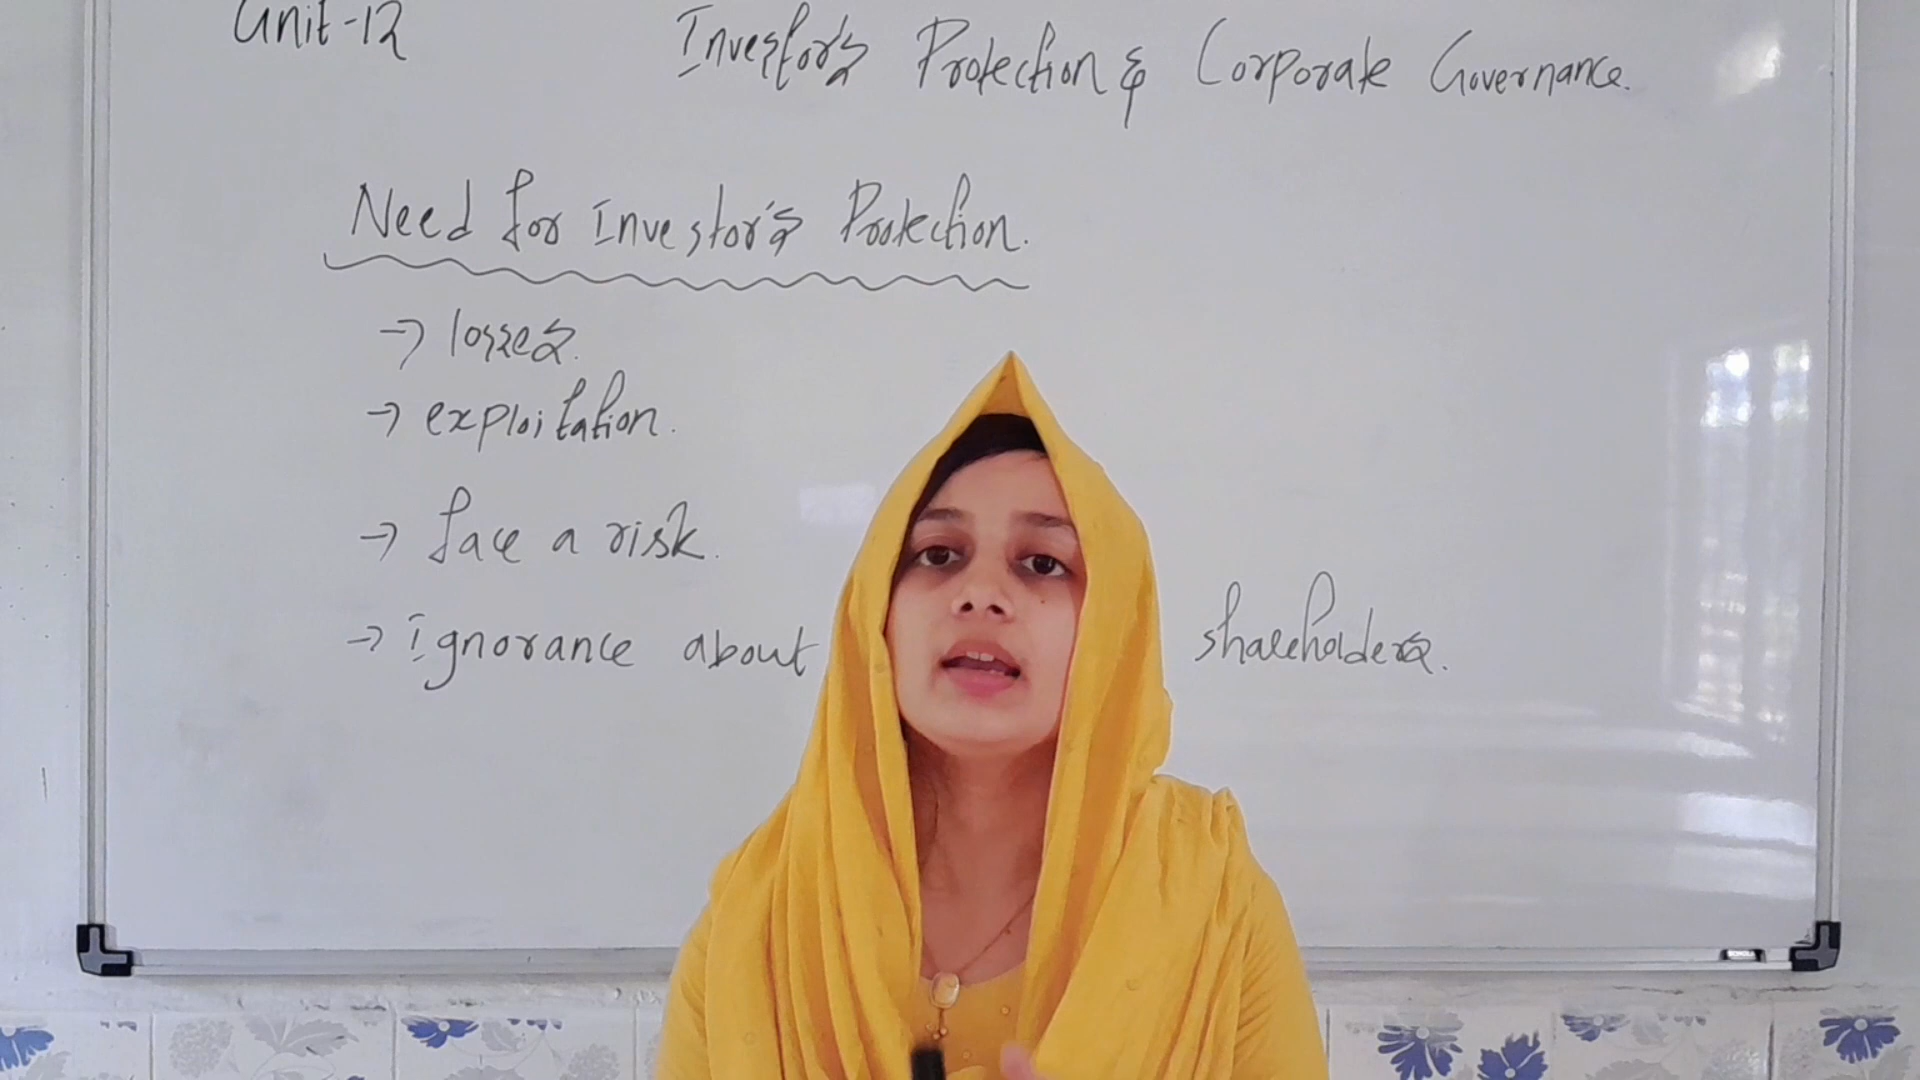 Unit-12
Investor's Protection & Corporate Governance.
Need for Investor's Protection.
→ losses.
→ exploitation.
→ face a risk.
→ ignorance about shareholders.